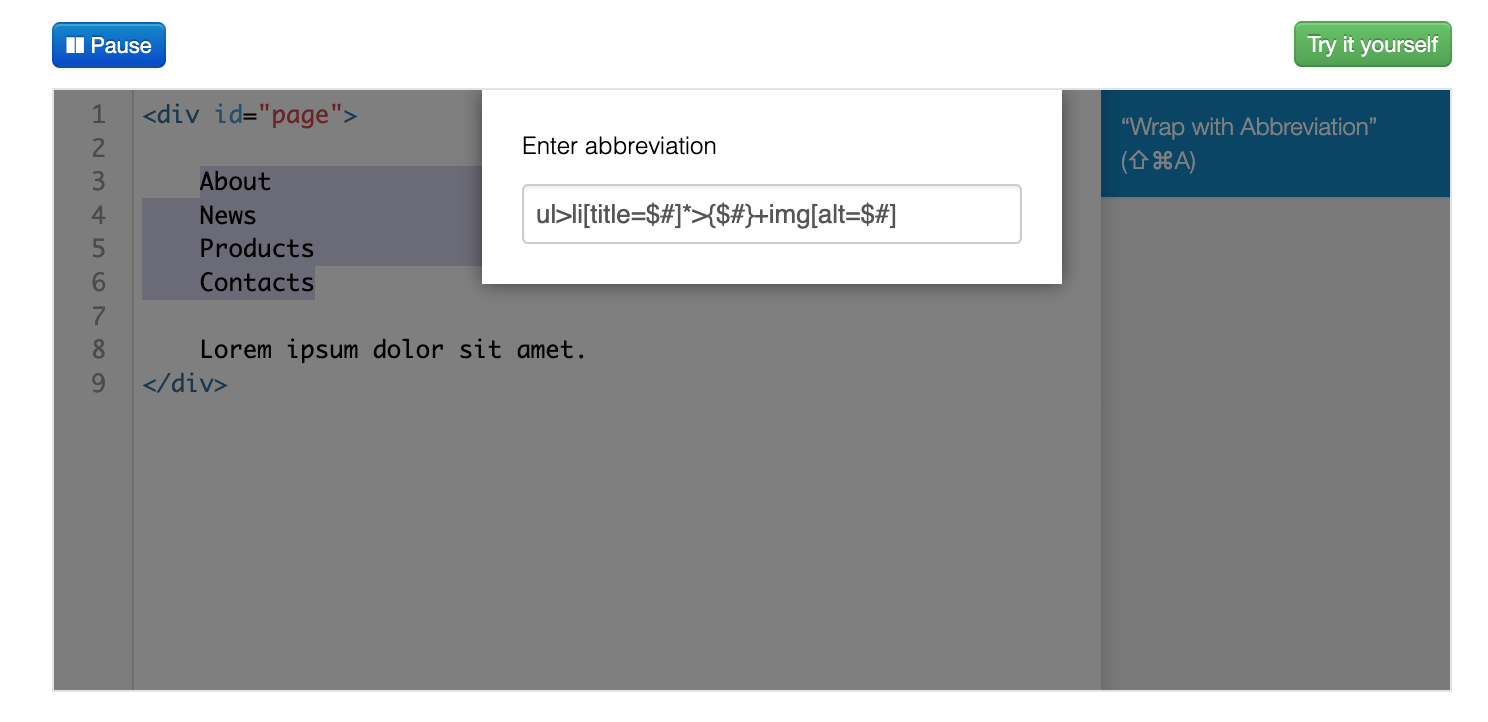 Pause
Try it yourself
1 <div id="page">
2
3 About
4 News
5 Products
6 Contacts
7
8 Lorem ipsum dolor sit amet.
9 </div>
Enter abbreviation
ul>li[title=$#]*>{$#}+img[alt=$#]
“Wrap with Abbreviation”
(⇧⌘A)